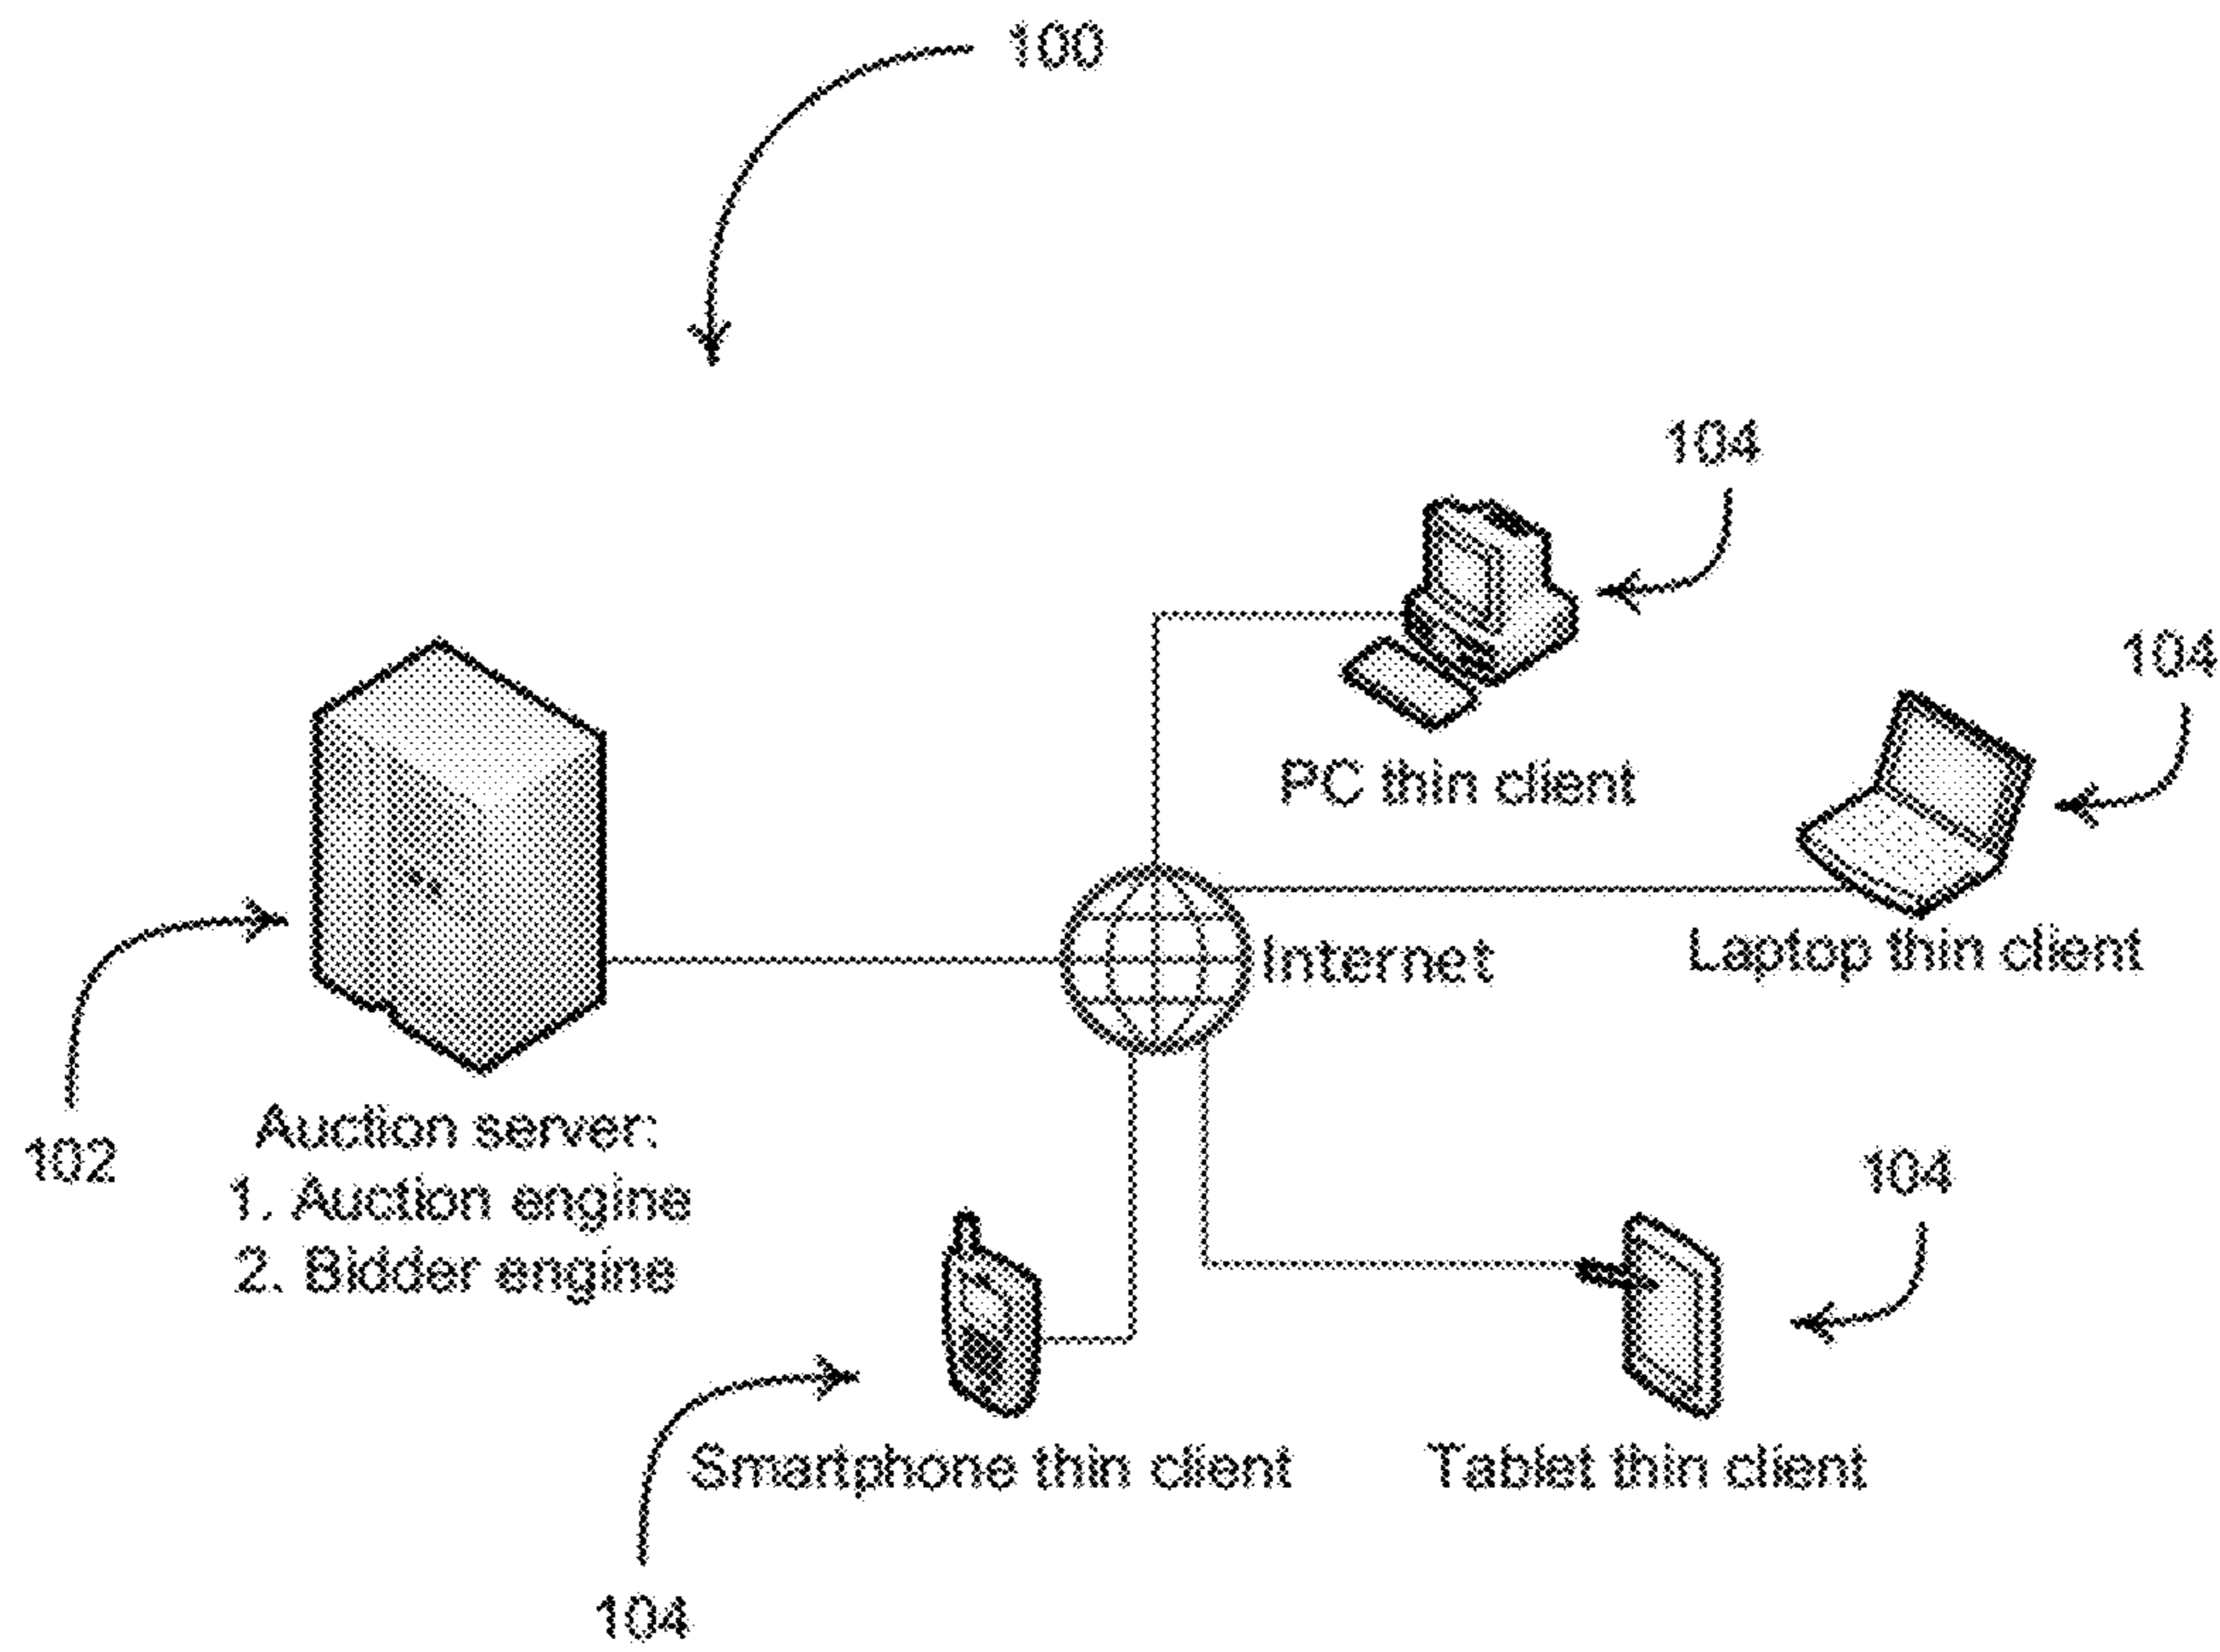 100
104
104
PC thin client
Internet
Laptop thin client
102
Auction server:
1. Auction engine
2. Bidder engine
104
Smartphone thin client
Tablet thin client
104